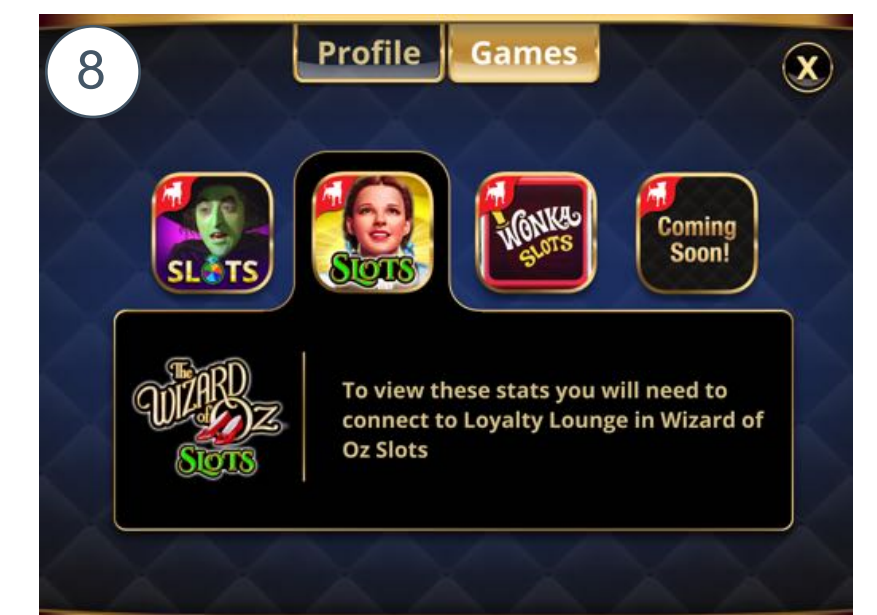 8
Profile
Games
X
SLOTS
SLOTS
WONKA
SLOTS
Coming
Soon!
The
WIZARD
of OZ
SLOTS
To view these stats you will need to
connect to Loyalty Lounge in Wizard of
Oz Slots